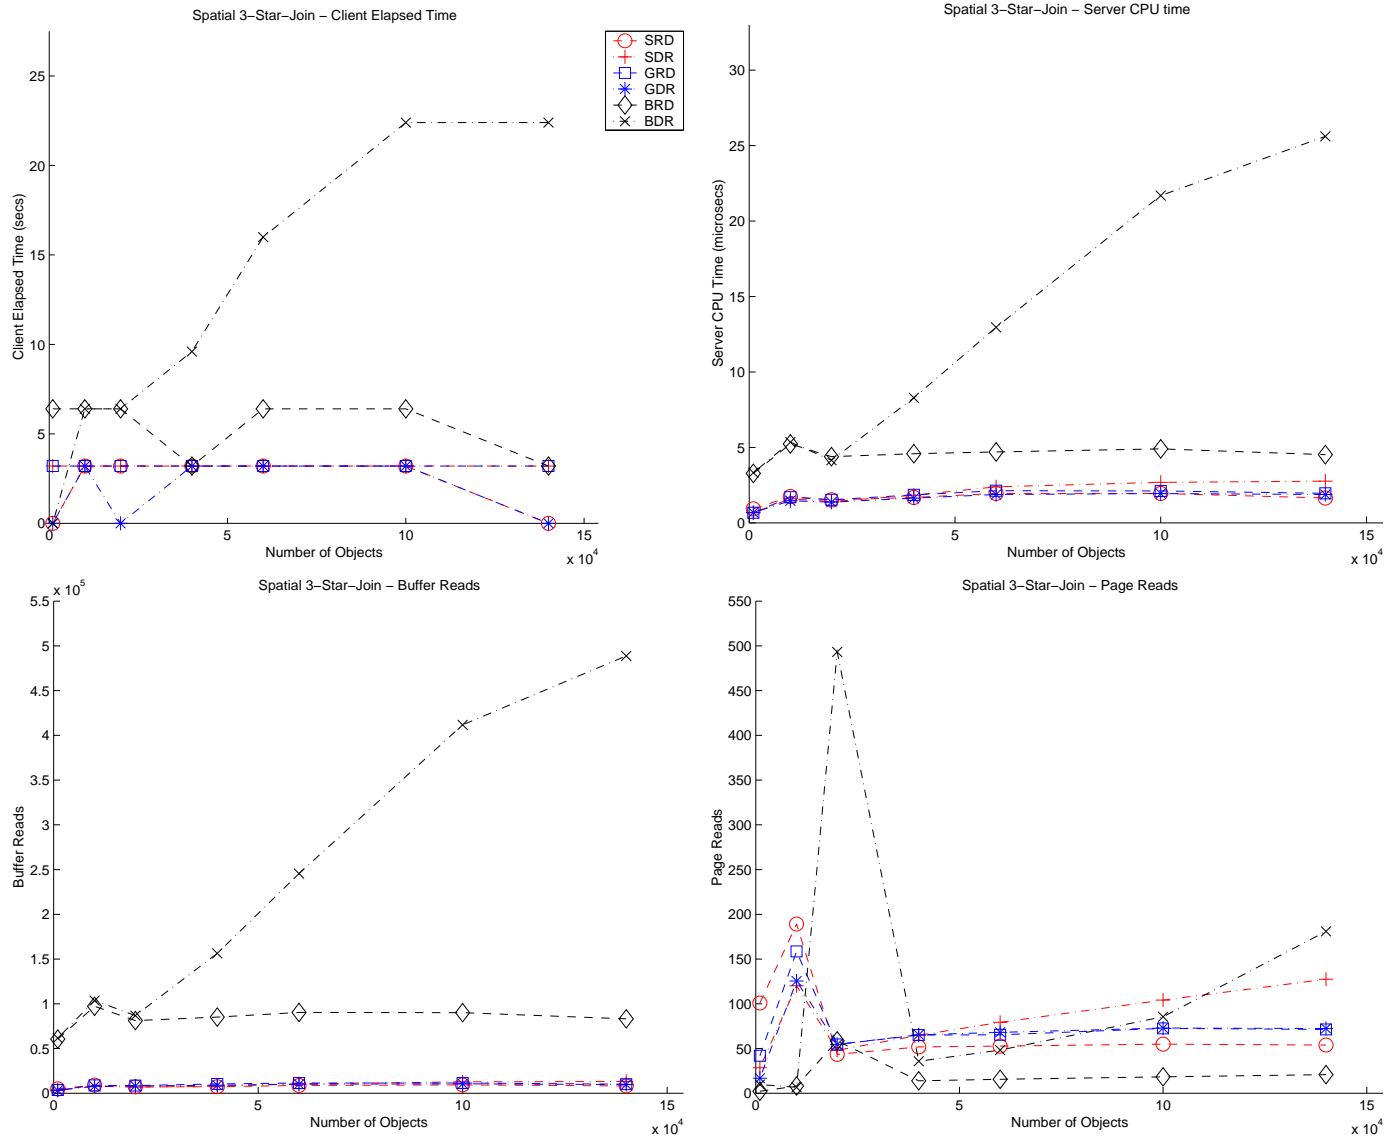 Spatial 3–Star–Join – Client Elapsed Time
25
20
15
10
5
0
Client Elapsed Time (secs)
0
5
10
15
x 10^4
Number of Objects
SRD
SDR
GRD
GDR
BRD
BDR
Spatial 3–Star–Join – Server CPU time
30
25
20
15
10
5
0
Server CPU Time (microsecs)
0
5
10
15
x 10^4
Number of Objects
Spatial 3–Star–Join – Buffer Reads
x 10^5
5.5
5
4.5
4
3.5
3
2.5
2
1.5
1
0.5
0
Buffer Reads
0
5
10
15
x 10^4
Number of Objects
Spatial 3–Star–Join – Page Reads
550
500
450
400
350
300
250
200
150
100
50
0
Page Reads
0
5
10
15
x 10^4
Number of Objects